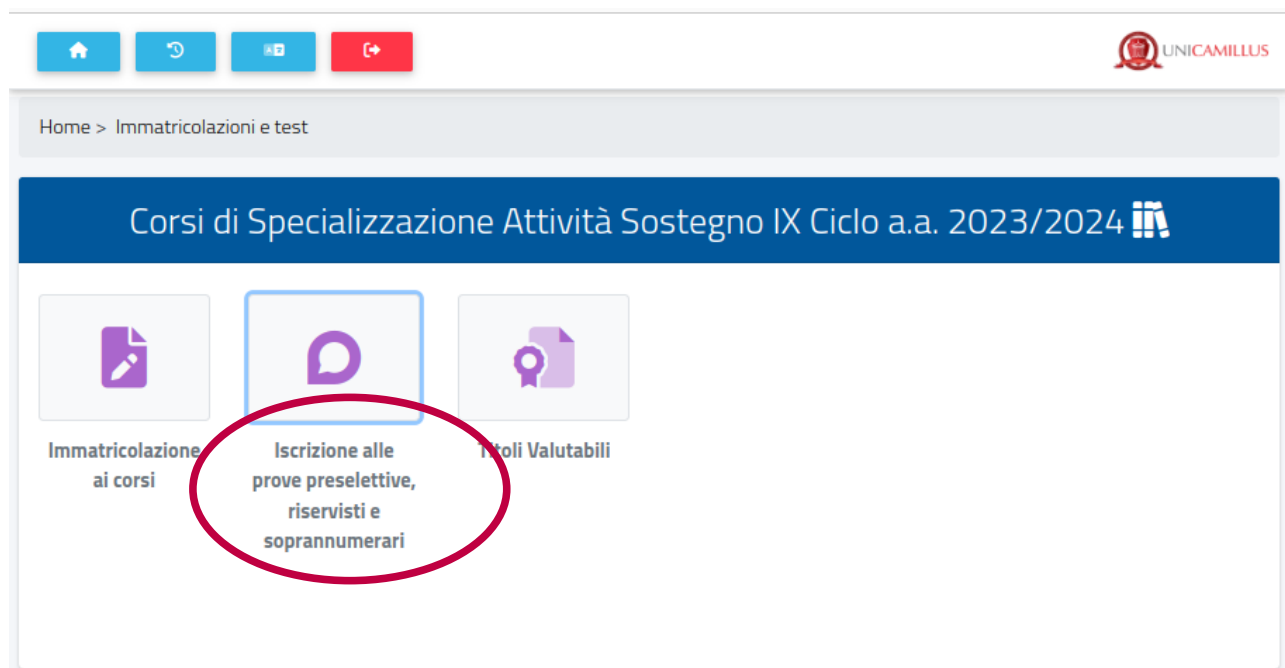 UNICAMILLUS
Home > Immatricolazioni e test
Corsi di Specializzazione Attività Sostegno IX Ciclo a.a. 2023/2024
Immatricolazione
ai corsi
Iscrizione alle
prove preselettive,
riservisti e
soprannumerari
Titoli Valutabili